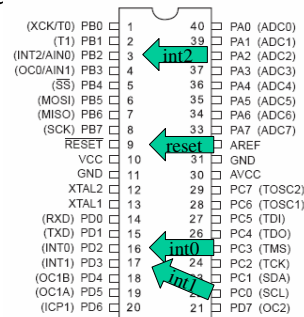 (XCK/T0) PB0 1 40 PA0 (ADC0)
(T1) PB1 2 39 PA1 (ADC1)
(INT2/AIN0) PB2 3 int2 PA2 (ADC2)
(OC0/AIN1) PB3 4 37 PA3 (ADC3)
(SS) PB4 5 36 PA4 (ADC4)
(MOSI) PB5 6 35 PA5 (ADC5)
(MISO) PB6 7 34 PA6 (ADC6)
(SCK) PB7 8 33 PA7 (ADC7)
RESET 9 reset AREF
VCC 10 31 GND
GND 11 30 AVCC
XTAL2 12 29 PC7 (TOSC2)
XTAL1 13 28 PC6 (TOSC1)
(RXD) PD0 14 27 PC5 (TDI)
(TXD) PD1 15 26 PC4 (TDO)
(INT0) PD2 16 int0 PC3 (TMS)
(INT1) PD3 17 24 PC2 (TCK)
(OC1B) PD4 18 int1 PC1 (SDA)
(OC1A) PD5 19 PC0 (SCL)
(ICP1) PD6 20 21 PD7 (OC2)